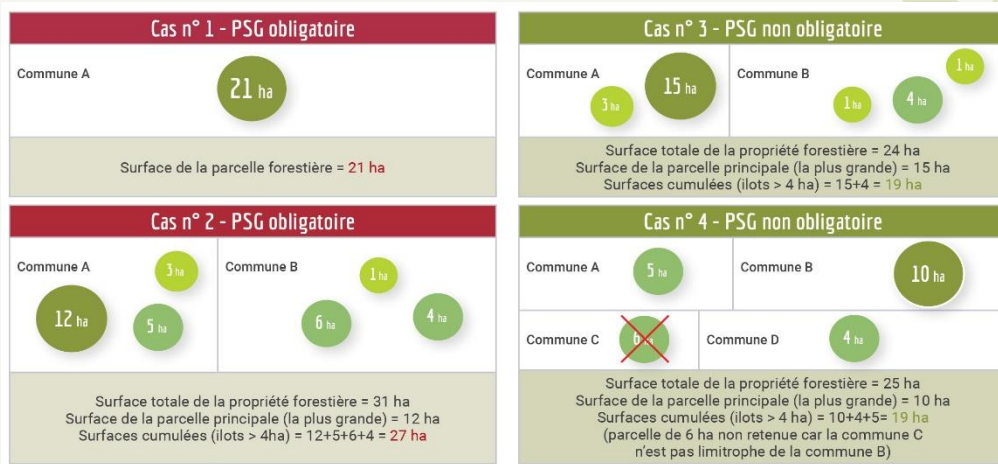 Cas n° 1 - PSG obligatoire
Commune A
21 ha
Surface de la parcelle forestière = 21 ha
Cas n° 2 - PSG obligatoire
Commune A
3 ha
12 ha
5 ha
Commune B
1 ha
6 ha
4 ha
Surface totale de la propriété forestière = 31 ha
Surface de la parcelle principale (la plus grande) = 12 ha
Surfaces cumulées (ilots > 4ha) = 12+5+6+4 = 27 ha
Cas n° 3 - PSG non obligatoire
Commune A
3 ha
15 ha
Commune B
1 ha
1 ha
4 ha
Surface totale de la propriété forestière = 24 ha
Surface de la parcelle principale (la plus grande) = 15 ha
Surfaces cumulées (ilots > 4 ha) = 15+4 = 19 ha
Cas n° 4 - PSG non obligatoire
Commune A
5 ha
Commune B
10 ha
Commune C
6 ha
Commune D
4 ha
Surface totale de la propriété forestière = 25 ha
Surface de la parcelle principale (la plus grande) = 10 ha
Surfaces cumulées (ilots > 4 ha) = 10+4+5= 19 ha
(parcelle de 6 ha non retenue car la commune C
n'est pas limitrophe de la commune B)